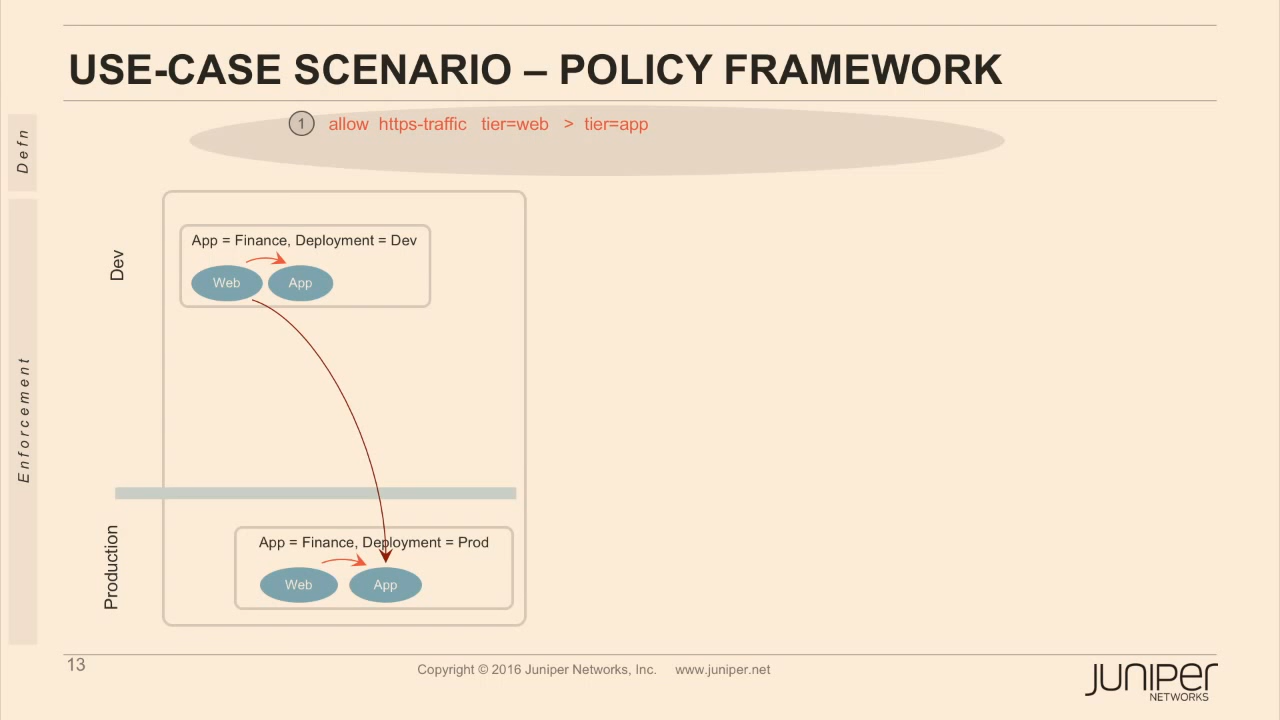 USE-CASE SCENARIO – POLICY FRAMEWORK
Defn
1 allow https-traffic tier=web > tier=app
Enforcement
Dev
App = Finance, Deployment = Dev
Web App
Production
App = Finance, Deployment = Prod
Web App
13
Copyright © 2016 Juniper Networks, Inc. www.juniper.net
JUNIPER
NETWORKS